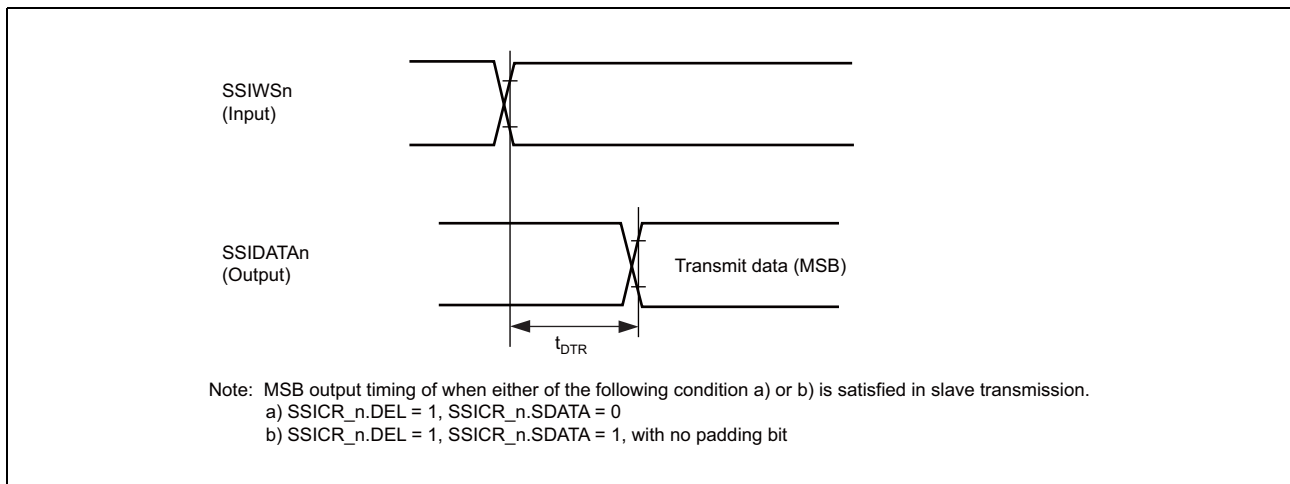 SSIWSn
(Input)
SSIDATAn
(Output)
Transmit data (MSB)
tDTR
Note: MSB output timing of when either of the following condition a) or b) is satisfied in slave transmission.
a) SSICR_n.DEL = 1, SSICR_n.SDATA = 0
b) SSICR_n.DEL = 1, SSICR_n.SDATA = 1, with no padding bit